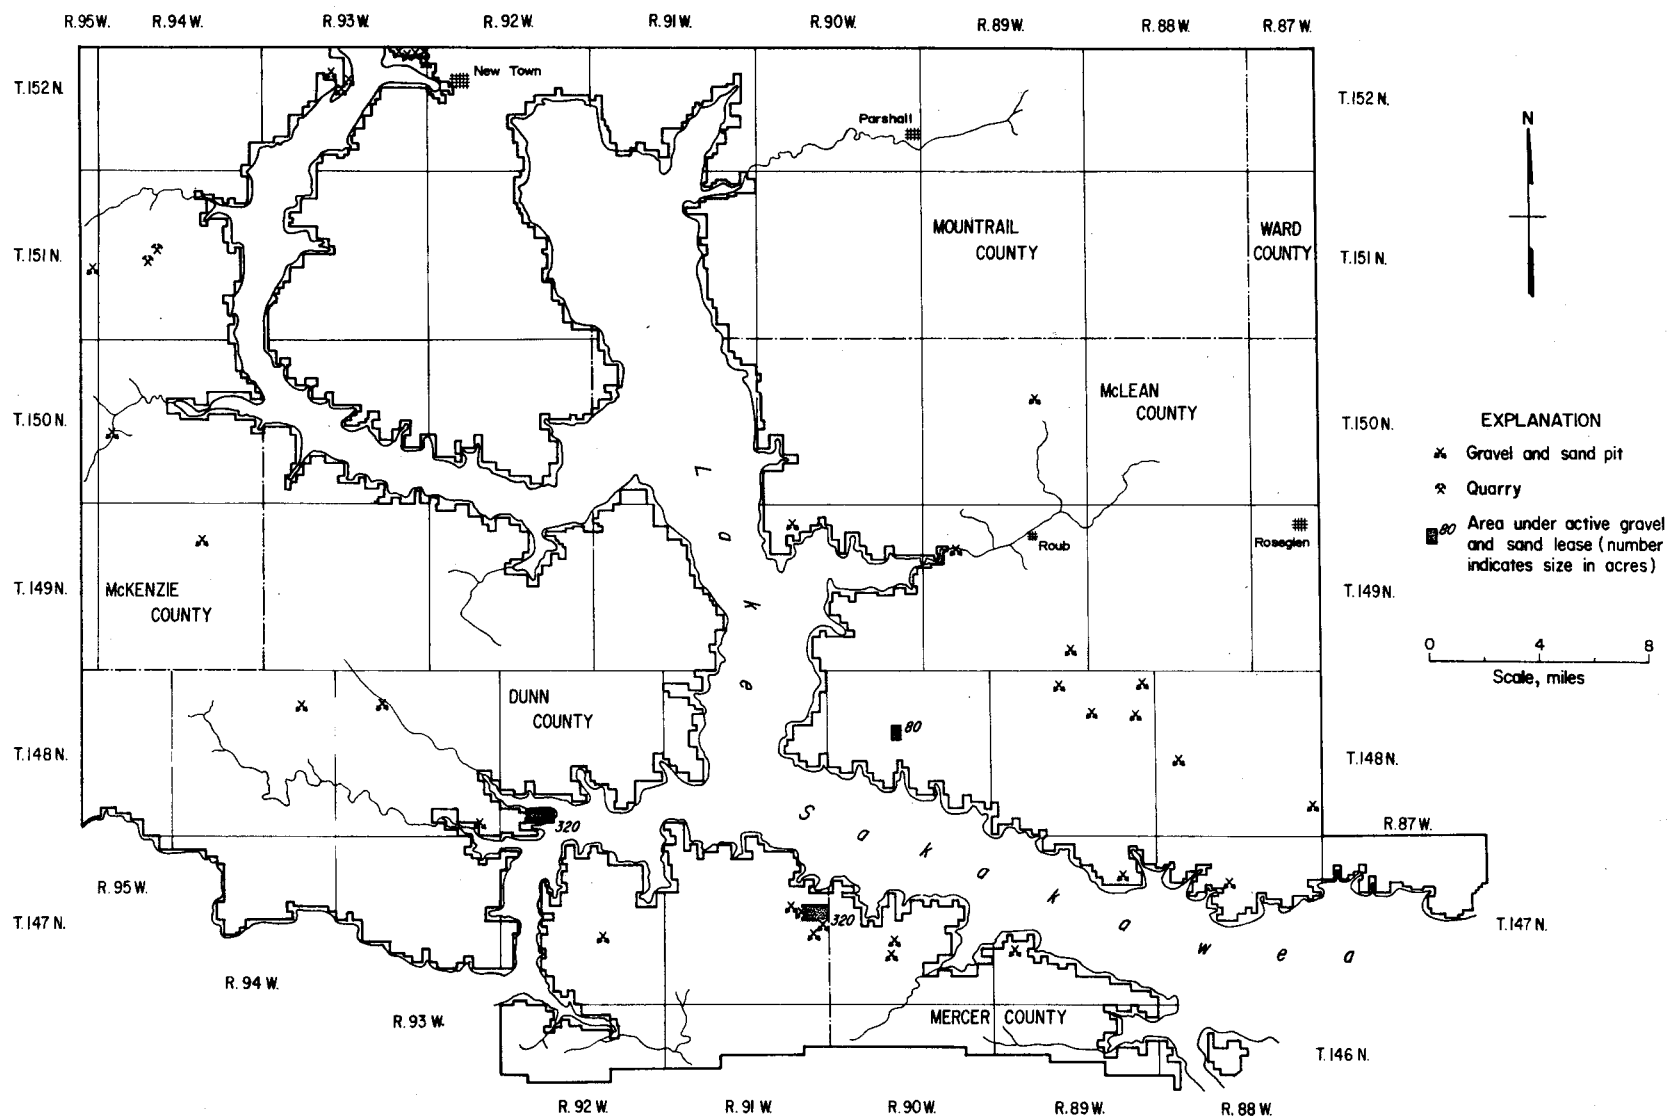 R.95W. R.94W. R.93W. R.92W. R.91W. R.90W. R.89W. R.88W. R.87W.
New Town
T.152N.
T.152N.
Parshall
N
MOUNTRAIL
COUNTY
WARD
COUNTY
T.151N.
T.151N.
McLEAN
COUNTY
T.150N.
T.150N.
EXPLANATION
Gravel and sand pit
Quarry
80 Area under active gravel
and sand lease (number
indicates size in acres)
Roub
Roseglen
McKENZIE
COUNTY
T.149N.
T.149N.
0 4 8
Scale, miles
Lake
DUNN
COUNTY
80
T.148N.
T.148N.
320
Sakakawea
R.87W.
R.95W.
320
T.147N.
T.147N.
R.94W.
R.93W.
MERCER COUNTY
T.146N.
R.92W. R.91W. R.90W. R.89W. R.88W.